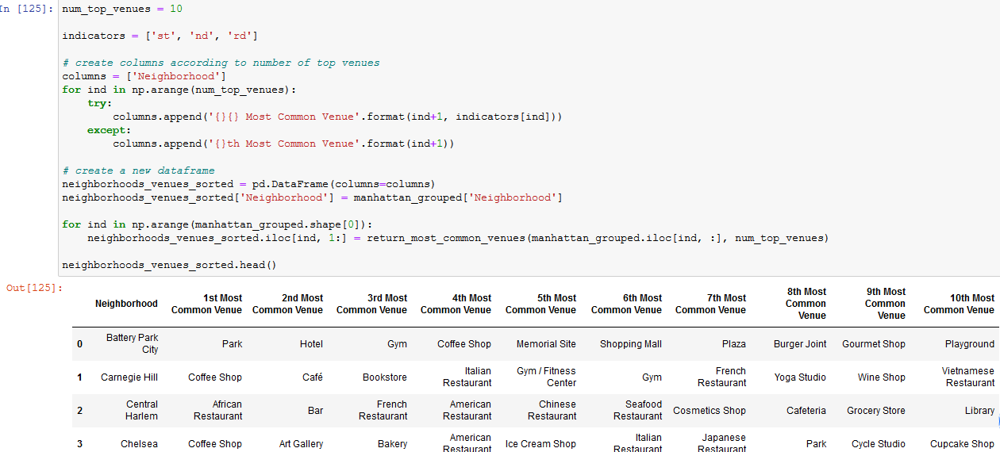 In [125]: num_top_venues = 10
indicators = ['st', 'nd', 'rd']
# create columns according to number of top venues
columns = ['Neighborhood']
for ind in np.arange(num_top_venues):
    try:
        columns.append('{}{} Most Common Venue'.format(ind+1, indicators[ind]))
    except:
        columns.append('{}th Most Common Venue'.format(ind+1))
# create a new dataframe
neighborhoods_venues_sorted = pd.DataFrame(columns=columns)
neighborhoods_venues_sorted['Neighborhood'] = manhattan_grouped['Neighborhood']
for ind in np.arange(manhattan_grouped.shape[0]):
    neighborhoods_venues_sorted.iloc[ind, 1:] = return_most_common_venues(manhattan_grouped.iloc[ind, :], num_top_venues)
neighborhoods_venues_sorted.head()
Out[125]:
Neighborhood 1st Most Common Venue 2nd Most Common Venue 3rd Most Common Venue 4th Most Common Venue 5th Most Common Venue 6th Most Common Venue 7th Most Common Venue 8th Most Common Venue 9th Most Common Venue 10th Most Common Venue
0 Battery Park City Park Hotel Gym Coffee Shop Memorial Site Shopping Mall Plaza Burger Joint Gourmet Shop Playground
1 Carnegie Hill Coffee Shop Café Bookstore Italian Restaurant Gym / Fitness Center Gym French Restaurant Yoga Studio Wine Shop Vietnamese Restaurant
2 Central Harlem African Restaurant Bar French Restaurant American Restaurant Chinese Restaurant Seafood Restaurant Cosmetics Shop Cafeteria Grocery Store Library
3 Chelsea Coffee Shop Art Gallery Bakery American Restaurant Ice Cream Shop Italian Restaurant Japanese Restaurant Park Cycle Studio Cupcake Shop